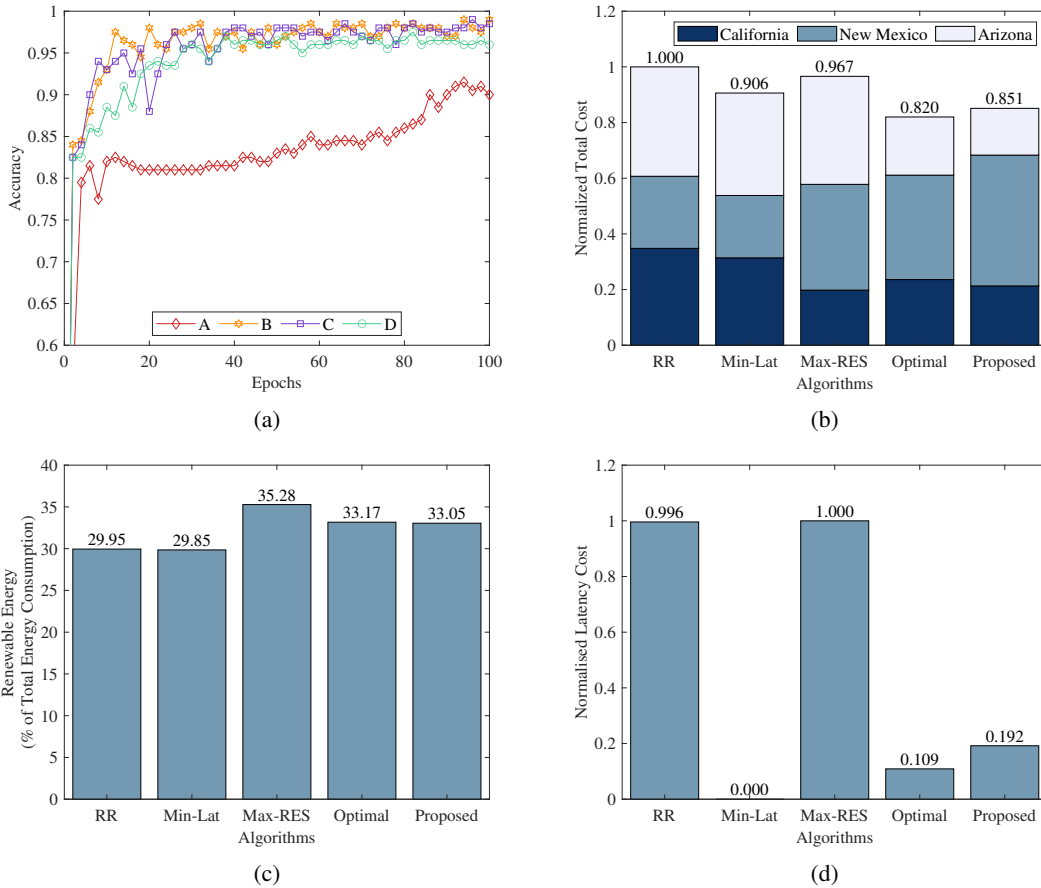 1
0.95
0.9
0.85
0.8
0.75
0.7
0.65
0.6
Accuracy
0 20 40 60 80 100
Epochs
A B C D
(a)
1.2
1
0.8
0.6
0.4
0.2
0
Normalized Total Cost
California New Mexico Arizona
1.000
0.906
0.967
0.820
0.851
RR Min-Lat Max-RES Optimal Proposed
Algorithms
(b)
40
35
30
25
20
15
10
5
0
Renewable Energy
(% of Total Energy Consumption)
29.95
29.85
35.28
33.17
33.05
RR Min-Lat Max-RES Optimal Proposed
Algorithms
(c)
1.2
1
0.8
0.6
0.4
0.2
0
Normalised Latency Cost
0.996
0.000
1.000
0.109
0.192
RR Min-Lat Max-RES Optimal Proposed
Algorithms
(d)